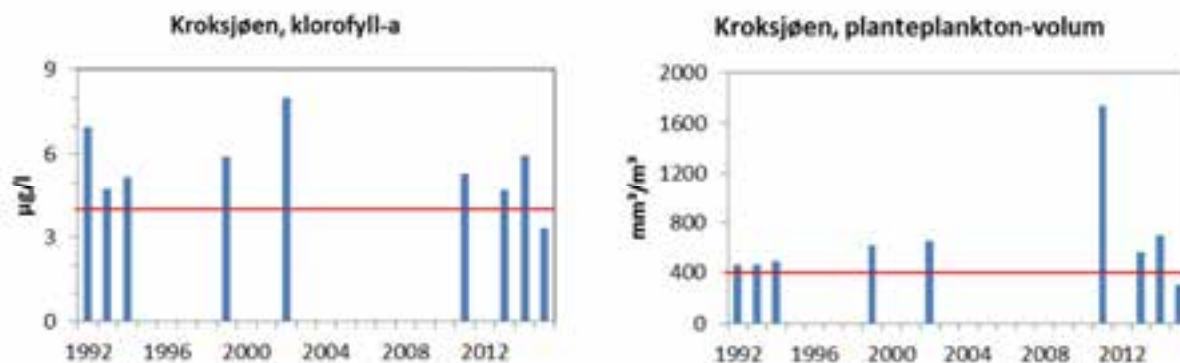 Kroksjøen, klorofyll-a
9
6
3
0
µg/l
1992 1996 2000 2004 2008 2012
Kroksjøen, planteplankton-volum
2000
1600
1200
800
400
0
mm³/m³
1992 1996 2000 2004 2008 2012